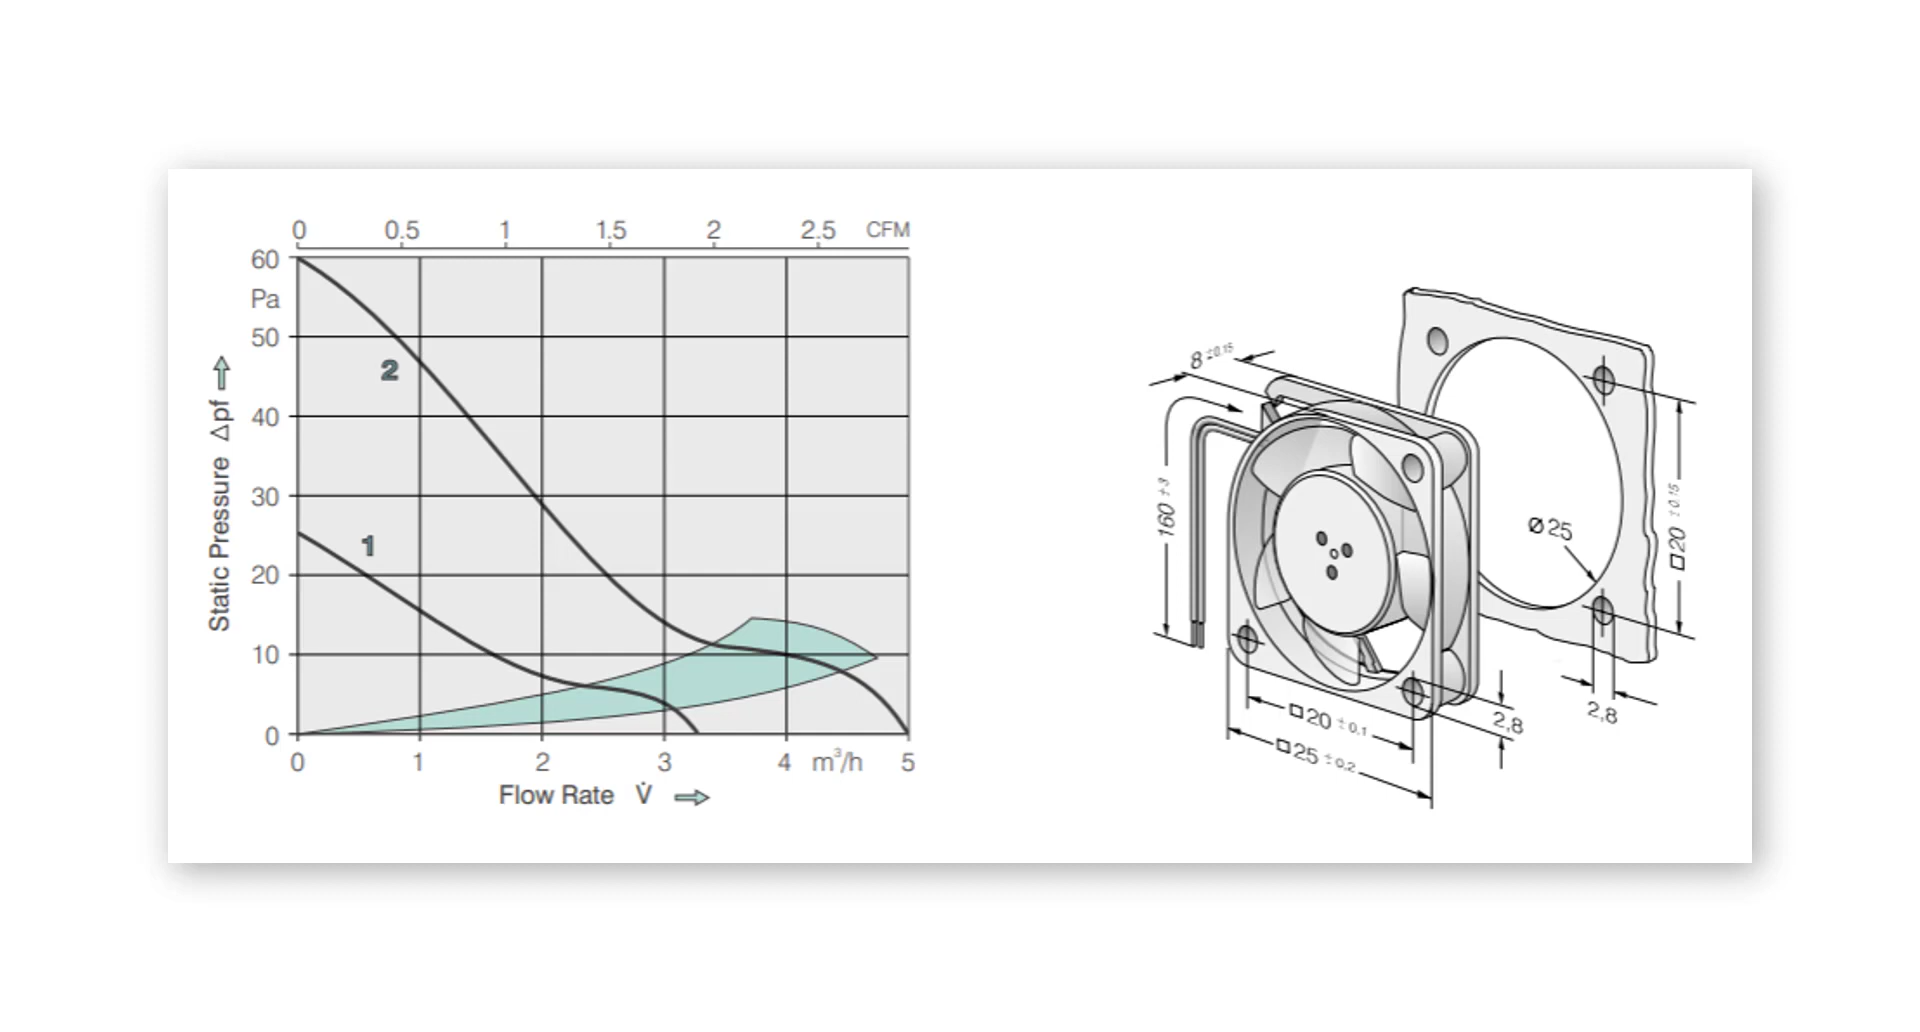 0 0.5 1 1.5 2 2.5 CFM
60
Pa
50
40
30
20
10
0
Static Pressure Δpf
2
1
0 1 2 3 4 m³/h 5
Flow Rate V̇
8 ±0,15
160 ±3
Ø25
□20 ±0,15
2,8
2,8
□20 ±0,1
□25 ±0,2